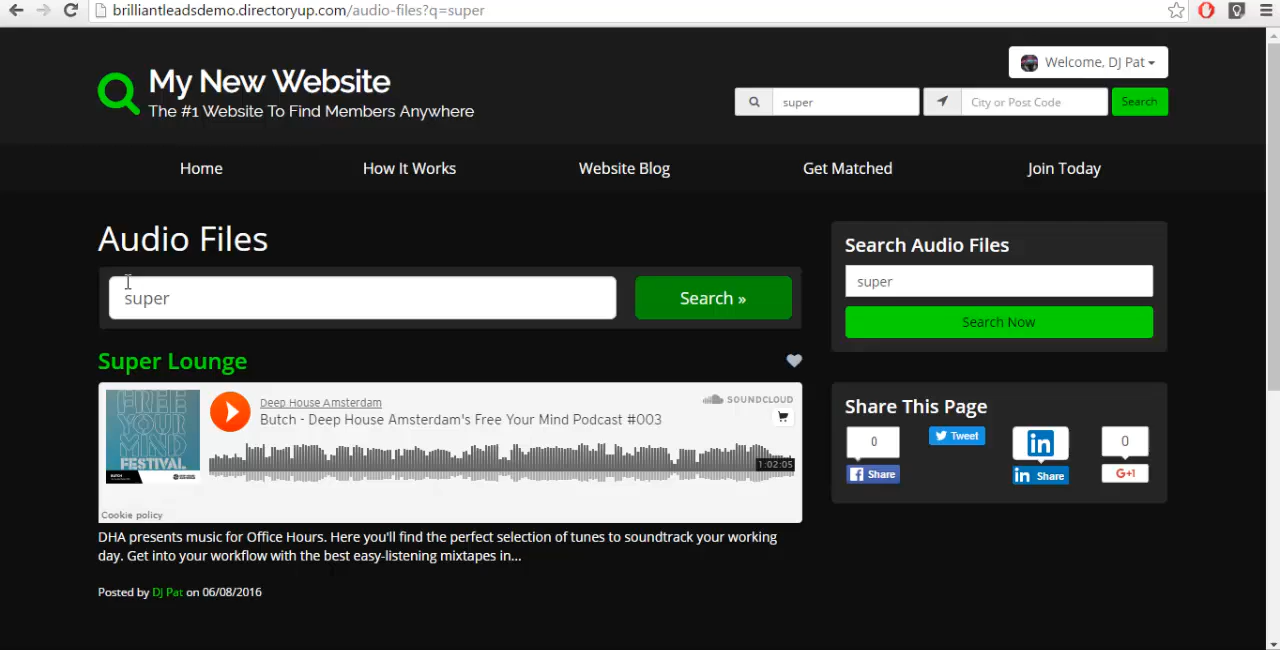 brilliantleadsdemo.directoryup.com/audio-files?q=super
My New Website
The #1 Website To Find Members Anywhere
Welcome, DJ Pat
super
City or Post Code
Search
Home
How It Works
Website Blog
Get Matched
Join Today
Audio Files
super
Search »
Super Lounge
FREE YOUR MIND FESTIVAL
BUTCH
Deep House Amsterdam
Butch - Deep House Amsterdam's Free Your Mind Podcast #003
SOUNDCLOUD
1:02:05
Cookie policy
DHA presents music for Office Hours. Here you'll find the perfect selection of tunes to soundtrack your working
day. Get into your workflow with the best easy-listening mixtapes in...
Posted by DJ Pat on 06/08/2016
Search Audio Files
super
Search Now
Share This Page
0
Share
Tweet
in
in Share
0
G+1